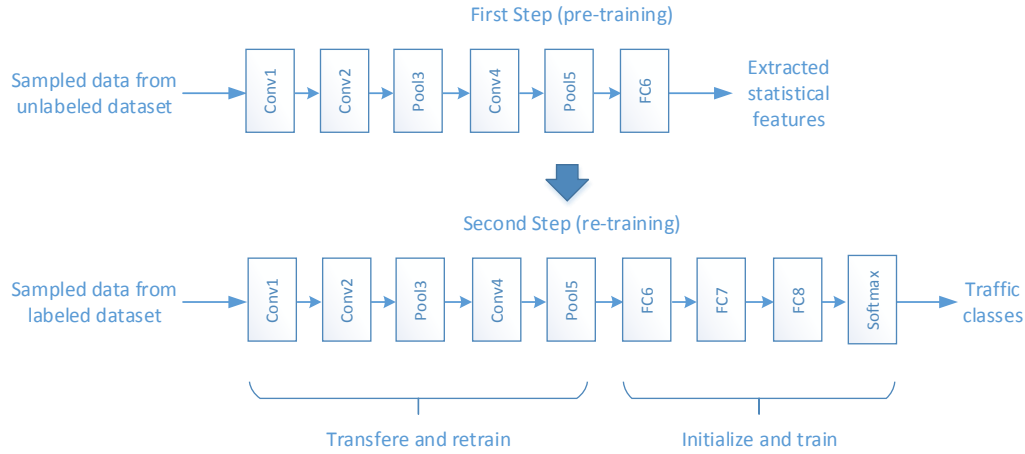 First Step (pre-training)
Sampled data from
unlabeled dataset
Conv1
Conv2
Pool3
Conv4
Pool5
FC6
Extracted
statistical
features
Second Step (re-training)
Sampled data from
labeled dataset
Conv1
Conv2
Pool3
Conv4
Pool5
FC6
FC7
FC8
Softmax
Traffic
classes
Transfere and retrain
Initialize and train